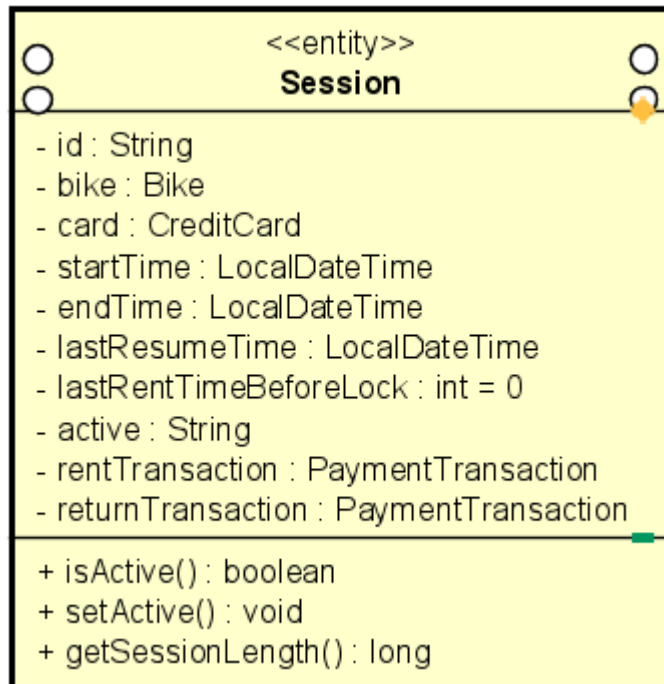 <<entity>>
Session
- id : String
- bike : Bike
- card : CreditCard
- startTime : LocalDateTime
- endTime : LocalDateTime
- lastResumeTime : LocalDateTime
- lastRentTimeBeforeLock : int = 0
- active : String
- rentTransaction : PaymentTransaction
- returnTransaction : PaymentTransaction
+ isActive() : boolean
+ setActive() : void
+ getSessionLength() : long